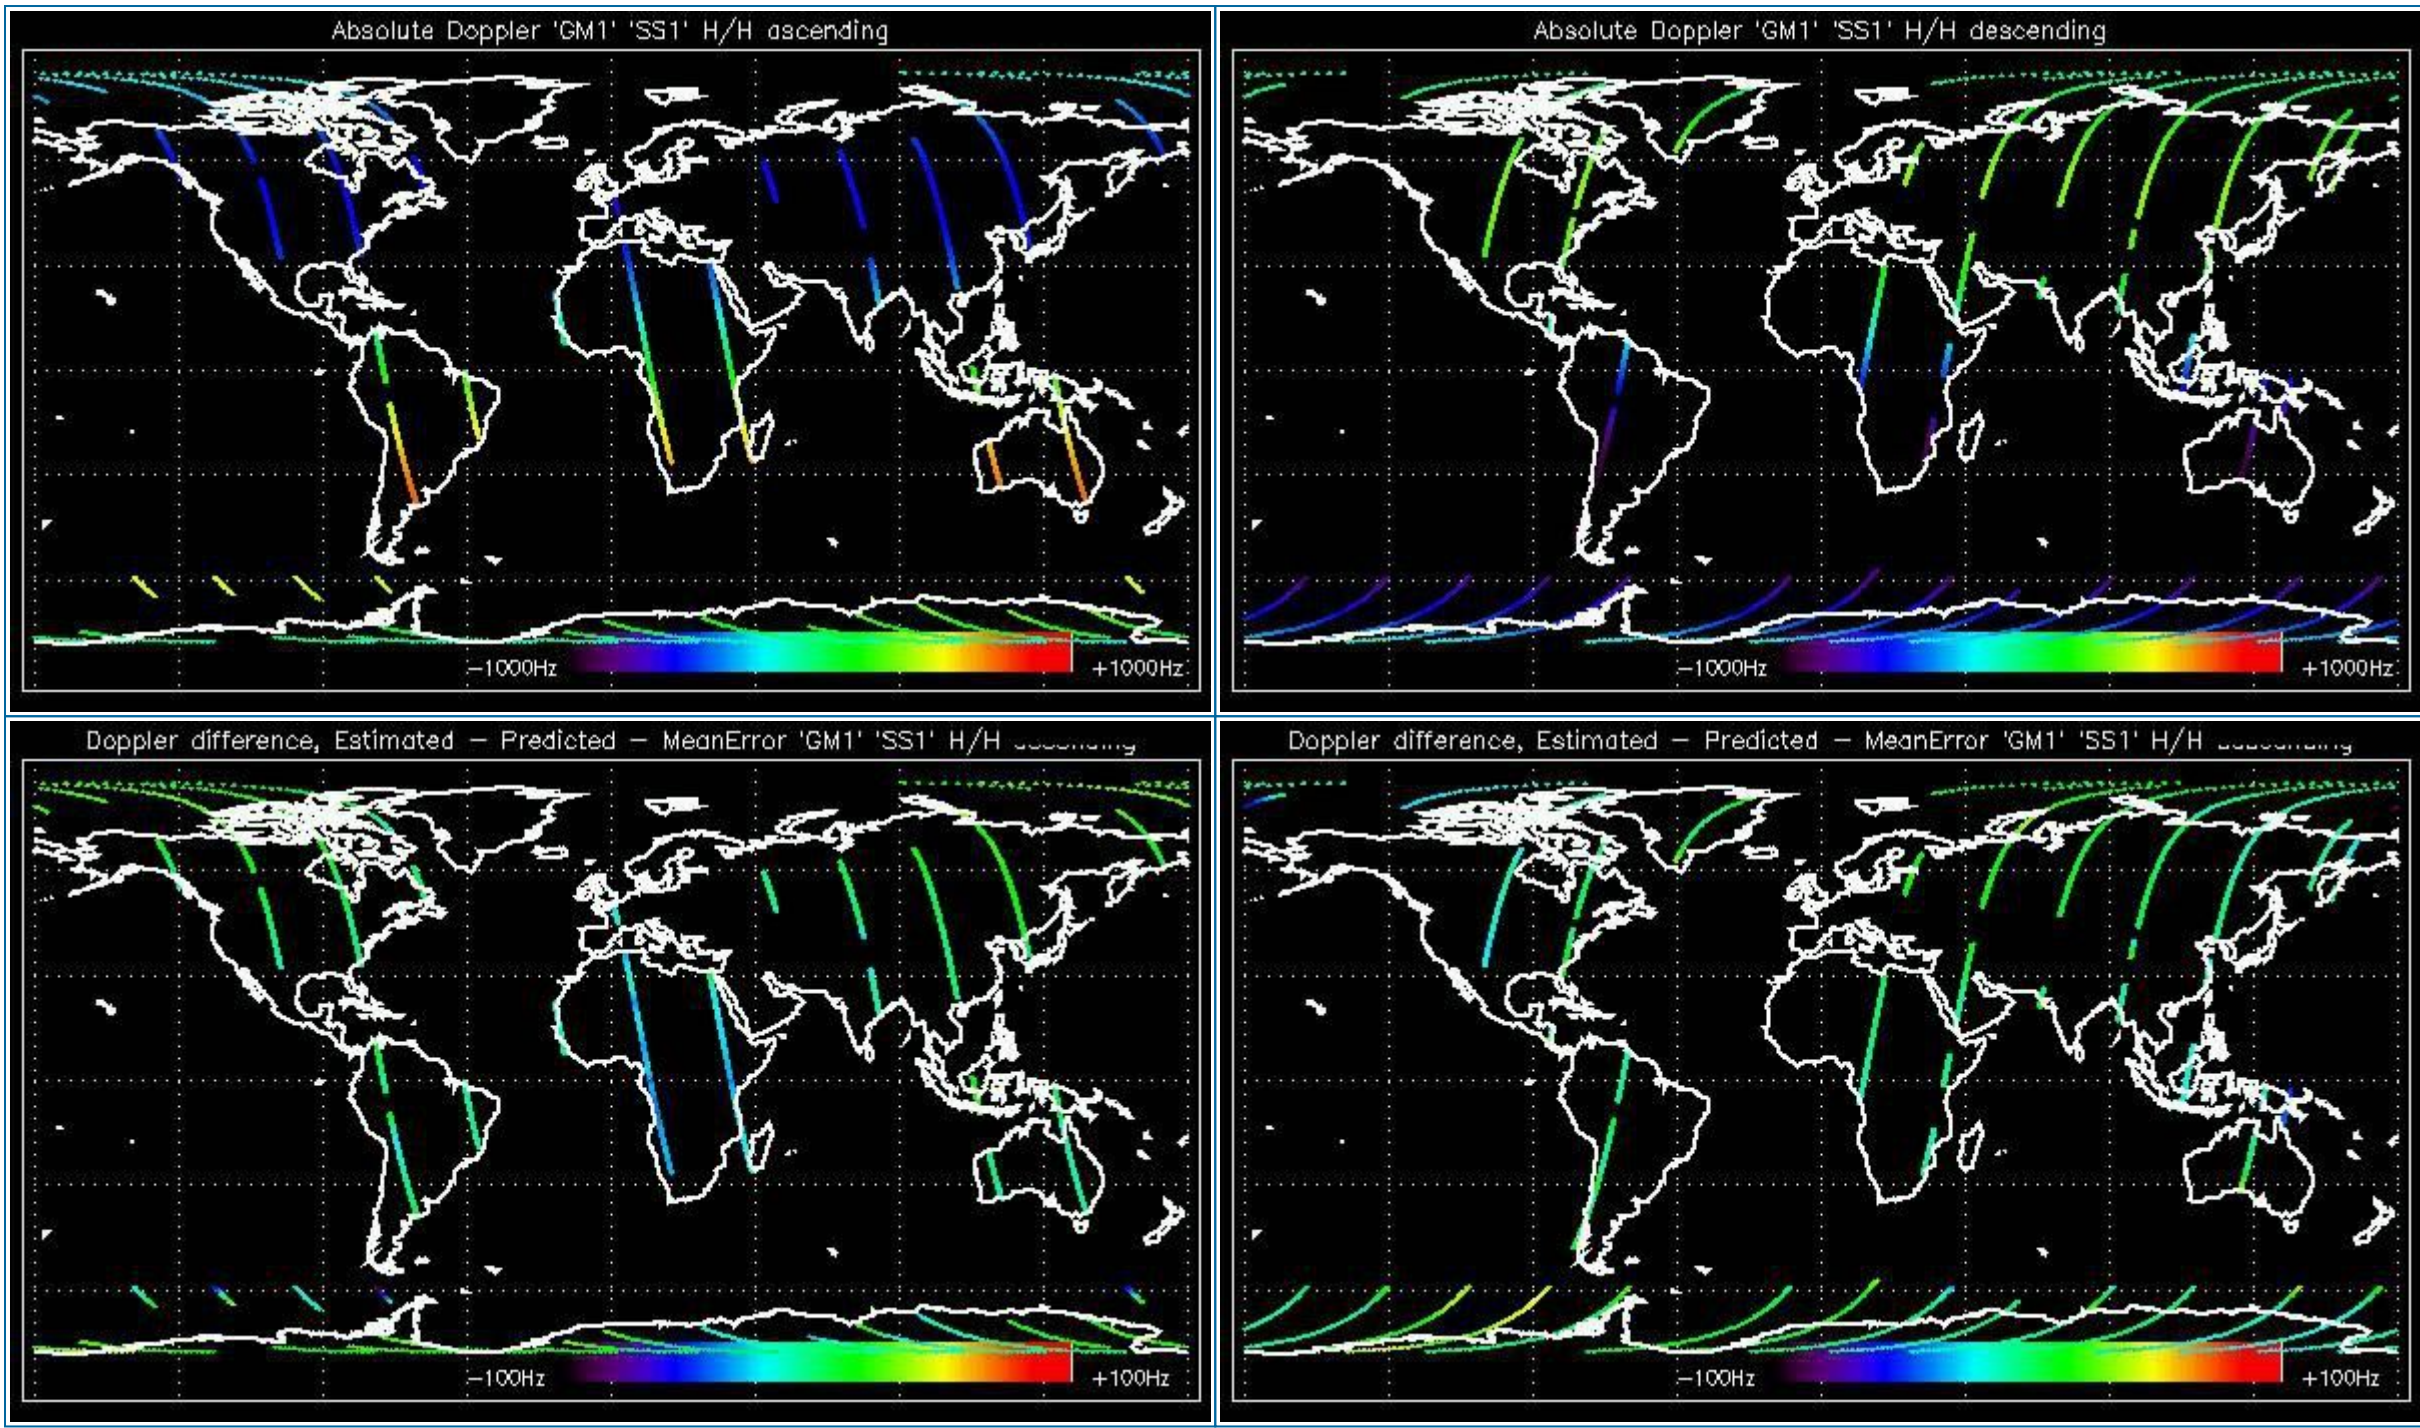 Absolute Doppler 'GM1' 'SS1' H/H ascending
−1000Hz
+1000Hz
Absolute Doppler 'GM1' 'SS1' H/H descending
−1000Hz
+1000Hz
Doppler difference, Estimated − Predicted − MeanError 'GM1' 'SS1' H/H
−100Hz
+100Hz
Doppler difference, Estimated − Predicted − MeanError 'GM1' 'SS1' H/H
−100Hz
+100Hz